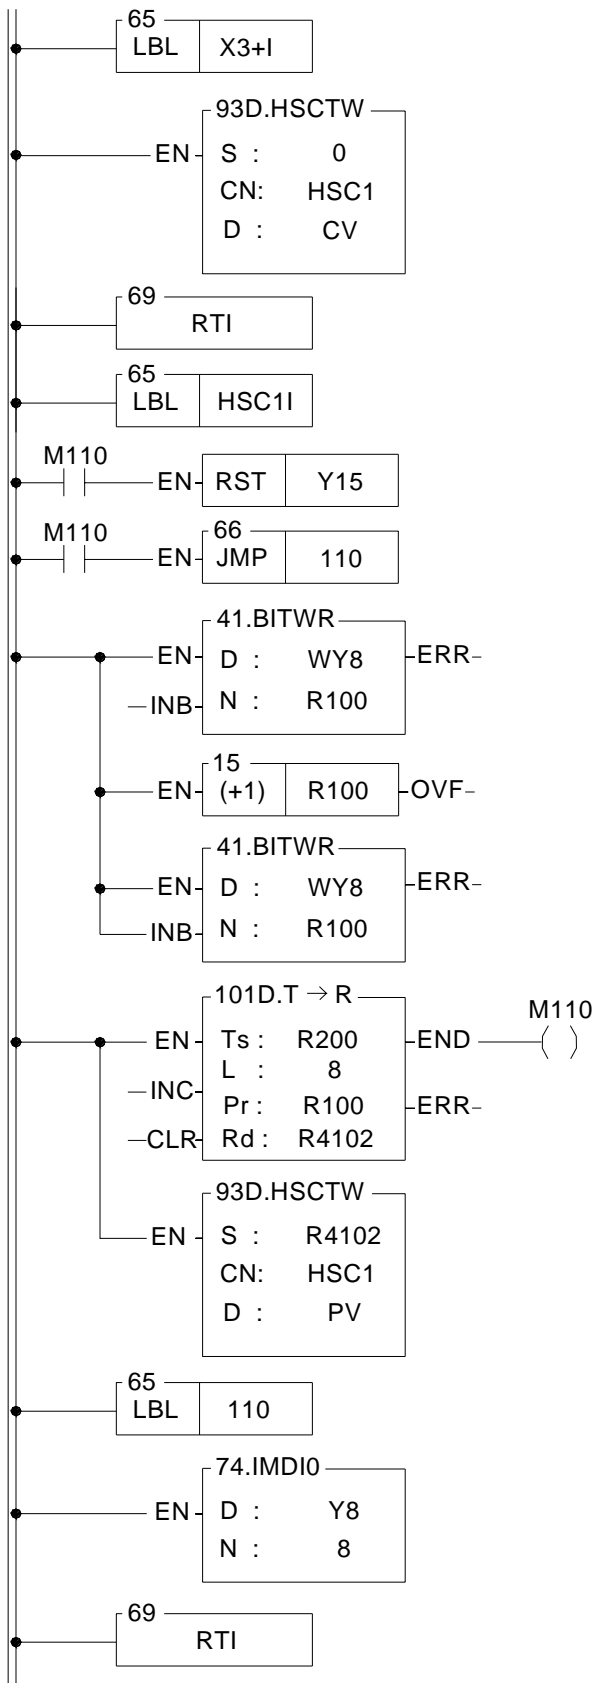 65
LBL X3+I
93D.HSCTW
EN S : 0
CN: HSC1
D : CV
69
RTI
65
LBL HSC1I
M110
EN RST Y15
M110
66
EN JMP 110
41.BITWR
EN D : WY8 ERR
INB N : R100
15
EN (+1) R100 OVF
41.BITWR
EN D : WY8 ERR
INB N : R100
101D.T → R
M110
EN Ts : R200 END ( )
L : 8
INC
Pr : R100 ERR
CLR Rd : R4102
93D.HSCTW
EN S : R4102
CN: HSC1
D : PV
65
LBL 110
74.IMDI0
EN D : Y8
N : 8
69
RTI